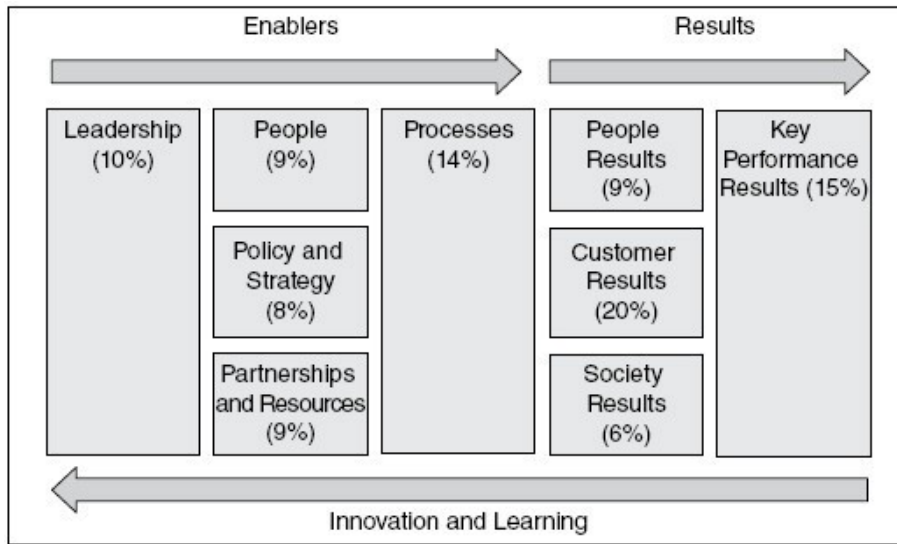 Enablers
Results
Leadership
(10%)
People
(9%)
Policy and
Strategy
(8%)
Partnerships
and Resources
(9%)
Processes
(14%)
People
Results
(9%)
Customer
Results
(20%)
Society
Results
(6%)
Key
Performance
Results (15%)
Innovation and Learning